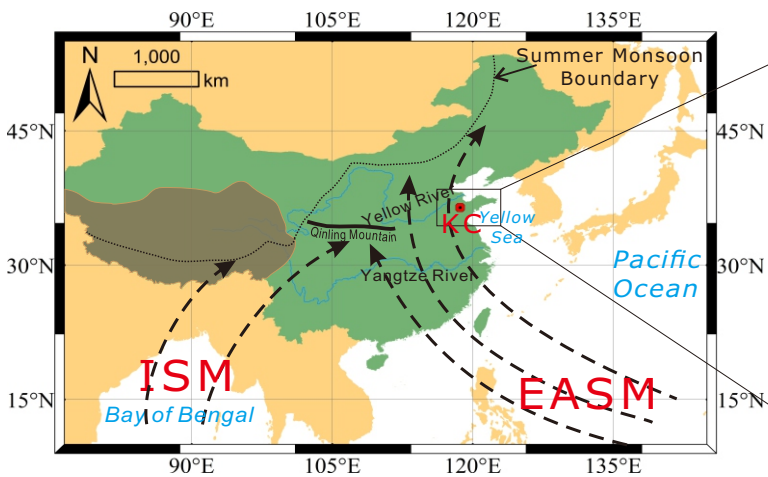 90°E 105°E 120°E 135°E
N
1,000
km
Summer Monsoon
Boundary
45°N 45°N
Yellow River
KC
Yellow
Sea
Qinling Mountain
30°N 30°N
Yangtze River
Pacific
Ocean
ISM
EASM
15°N 15°N
Bay of Bengal
90°E 105°E 120°E 135°E